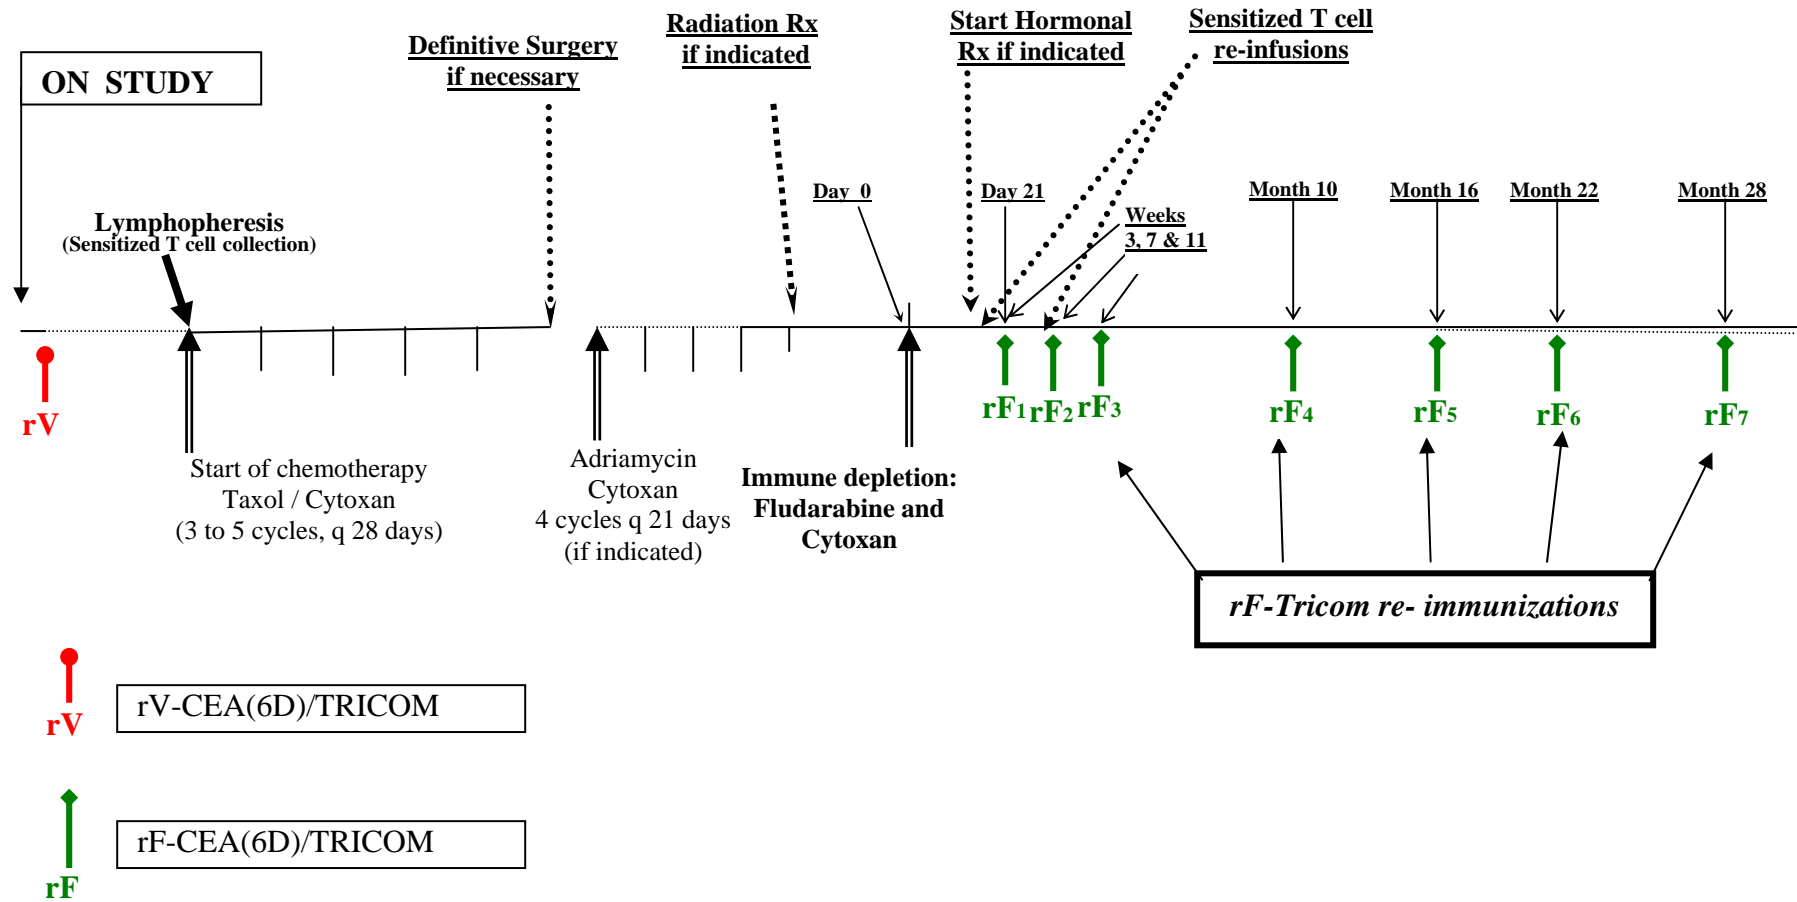 ON STUDY
Definitive Surgery
if necessary
Radiation Rx
if indicated
Start Hormonal
Rx if indicated
Sensitized T cell
re-infusions
Lymphopheresis
(Sensitized T cell collection)
Day 0
Day 21
Weeks
3, 7 & 11
Month 10
Month 16
Month 22
Month 28
rV
rF1
rF2
rF3
rF4
rF5
rF6
rF7
Start of chemotherapy
Taxol / Cytoxan
(3 to 5 cycles, q 28 days)
Adriamycin
Cytoxan
4 cycles q 21 days
(if indicated)
Immune depletion:
Fludarabine and
Cytoxan
rF-Tricom re- immunizations
rV
rV-CEA(6D)/TRICOM
rF
rF-CEA(6D)/TRICOM